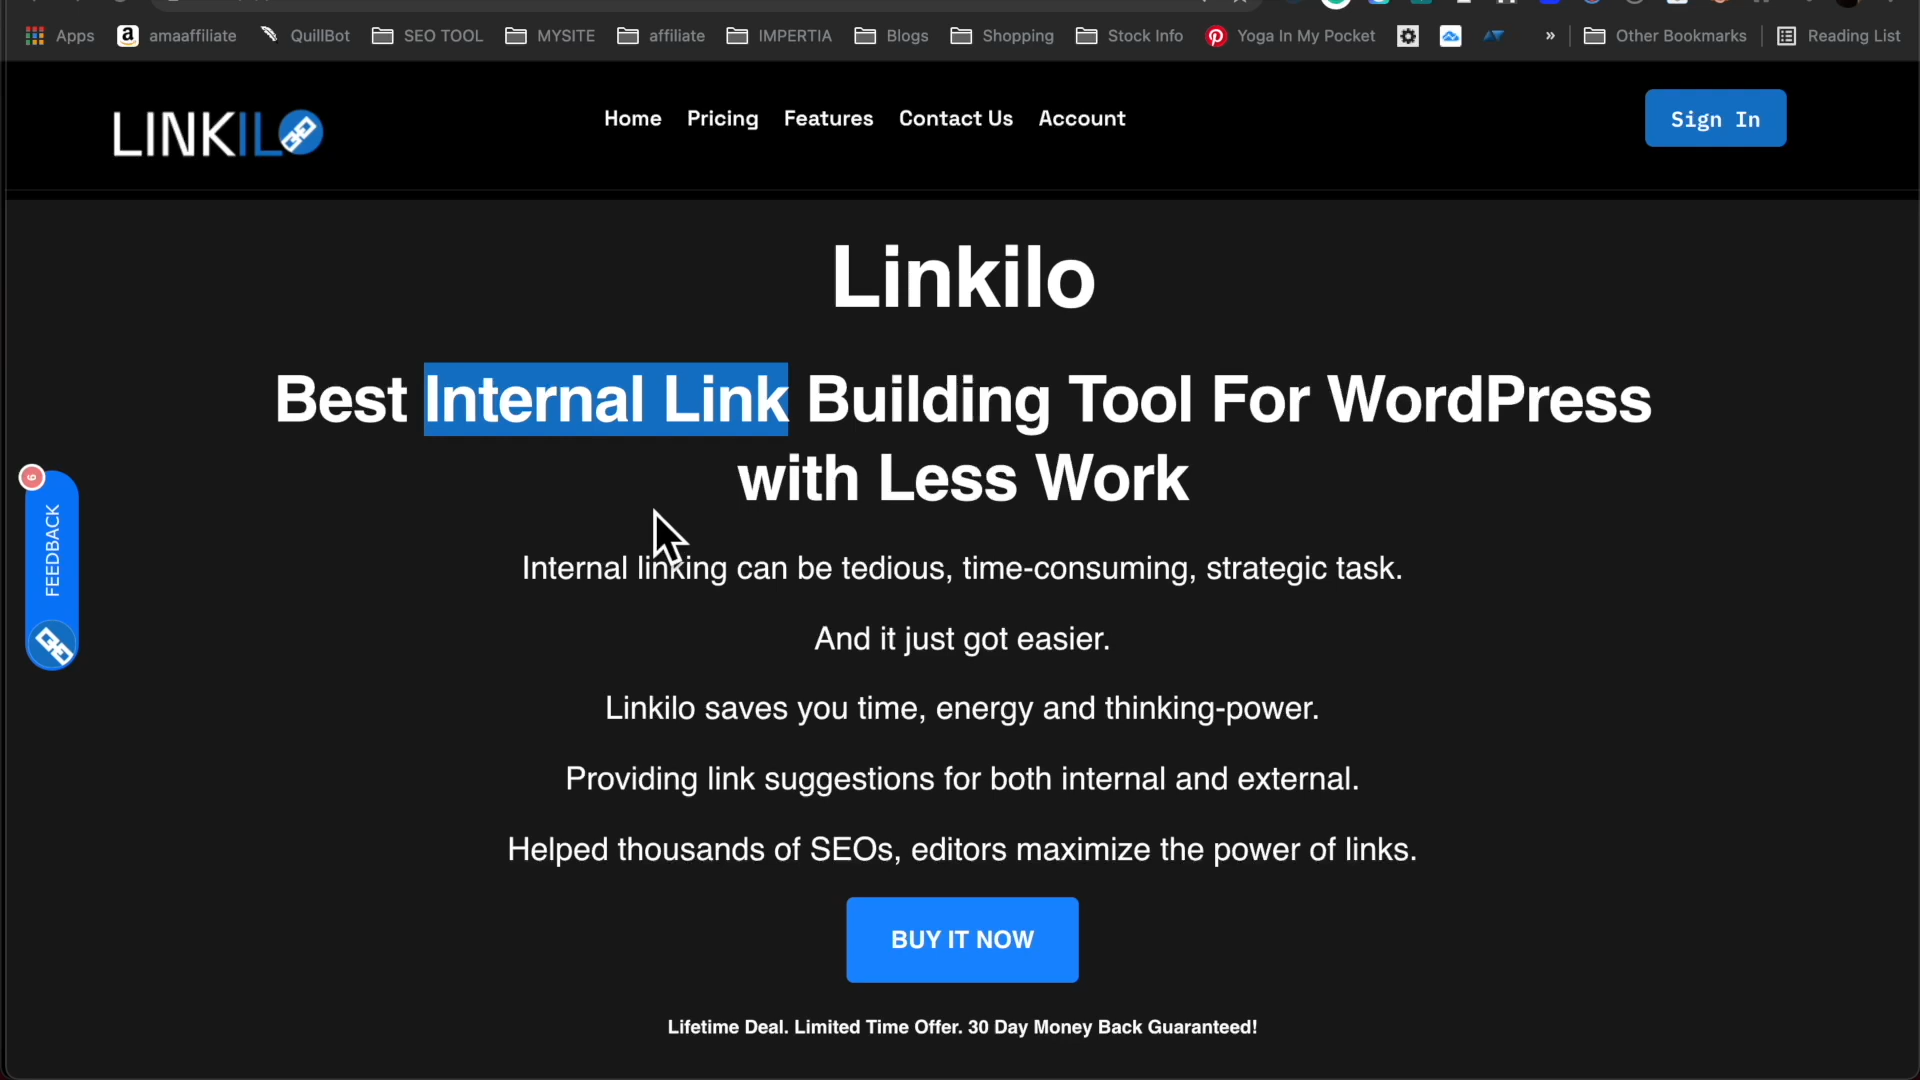 Apps amaaffiliate QuillBot SEO TOOL MYSITE affiliate IMPERTIA Blogs Shopping Stock Info Yoga In My Pocket » Other Bookmarks Reading List
LINKILO Home Pricing Features Contact Us Account Sign In
Linkilo
Best Internal Link Building Tool For WordPress
with Less Work
6
FEEDBACK
Internal linking can be tedious, time-consuming, strategic task.
And it just got easier.
Linkilo saves you time, energy and thinking-power.
Providing link suggestions for both internal and external.
Helped thousands of SEOs, editors maximize the power of links.
BUY IT NOW
Lifetime Deal. Limited Time Offer. 30 Day Money Back Guaranteed!